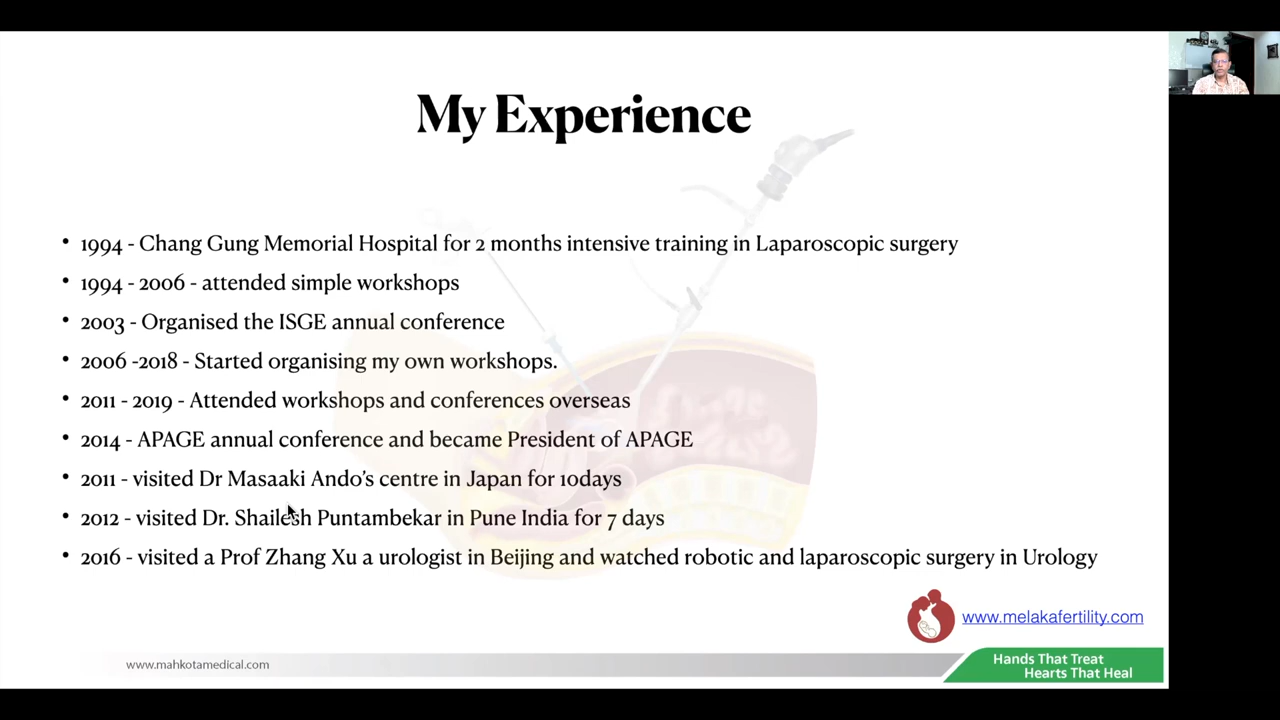 My Experience
• 1994 - Chang Gung Memorial Hospital for 2 months intensive training in Laparoscopic surgery
• 1994 - 2006 - attended simple workshops
• 2003 - Organised the ISGE annual conference
• 2006 -2018 - Started organising my own workshops.
• 2011 - 2019 - Attended workshops and conferences overseas
• 2014 - APAGE annual conference and became President of APAGE
• 2011 - visited Dr Masaaki Ando's centre in Japan for 10days
• 2012 - visited Dr. Shailesh Puntambekar in Pune India for 7 days
• 2016 - visited a Prof Zhang Xu a urologist in Beijing and watched robotic and laparoscopic surgery in Urology
www.melakafertility.com
www.mahkotamedical.com
Hands That Treat
Hearts That Heal